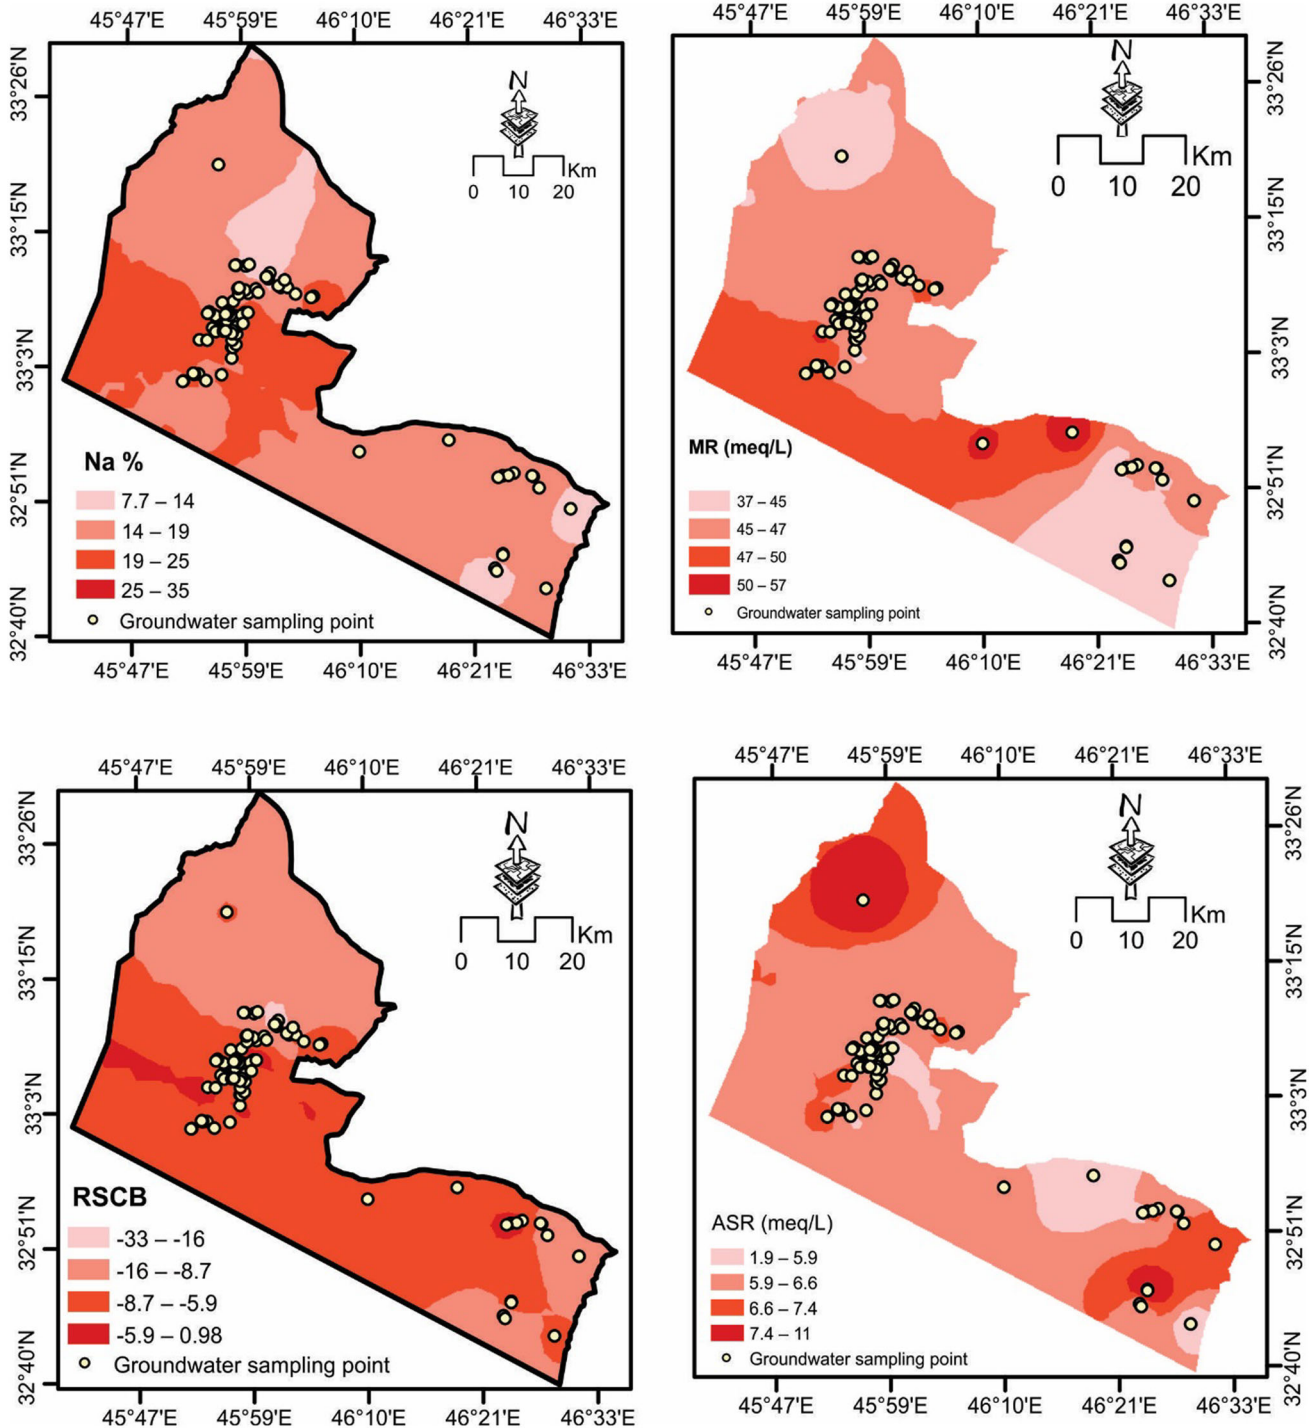 45°47'E 45°59'E 46°10'E 46°21'E 46°33'E
33°26'N
33°15'N
33°3'N
32°51'N
32°40'N
N
Km
0 10 20
Na %
7.7 – 14
14 – 19
19 – 25
25 – 35
Groundwater sampling point
45°47'E 45°59'E 46°10'E 46°21'E 46°33'E
45°47'E 45°59'E 46°10'E 46°21'E 46°33'E
33°26'N
33°15'N
33°3'N
32°51'N
32°40'N
N
Km
0 10 20
MR (meq/L)
37 – 45
45 – 47
47 – 50
50 – 57
Groundwater sampling point
45°47'E 45°59'E 46°10'E 46°21'E 46°33'E
45°47'E 45°59'E 46°10'E 46°21'E 46°33'E
33°26'N
33°15'N
33°3'N
32°51'N
32°40'N
N
Km
0 10 20
RSCB
-33 – -16
-16 – -8.7
-8.7 – -5.9
-5.9 – 0.98
Groundwater sampling point
45°47'E 45°59'E 46°10'E 46°21'E 46°33'E
45°47'E 45°59'E 46°10'E 46°21'E 46°33'E
33°26'N
33°15'N
33°3'N
32°51'N
32°40'N
N
Km
0 10 20
ASR (meq/L)
1.9 – 5.9
5.9 – 6.6
6.6 – 7.4
7.4 – 11
Groundwater sampling point
45°47'E 45°59'E 46°10'E 46°21'E 46°33'E